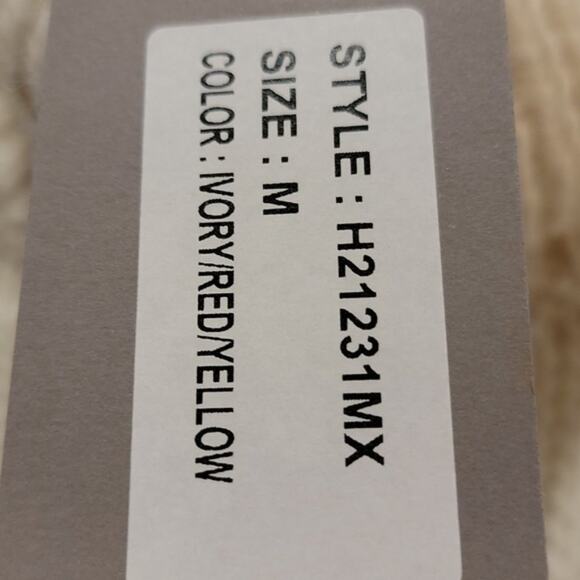 STYLE : H21231MX
SIZE : M
COLOR : IVORY/RED/YELLOW